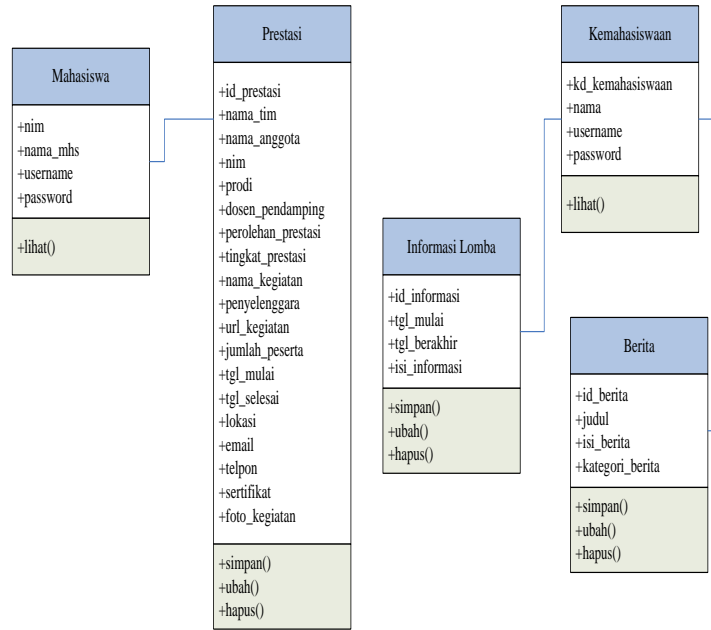 Mahasiswa
+nim
+nama_mhs
+username
+password
+lihat()
Prestasi
+id_prestasi
+nama_tim
+nama_anggota
+nim
+prodi
+dosen_pendamping
+perolehan_prestasi
+tingkat_prestasi
+nama_kegiatan
+penyelenggara
+url_kegiatan
+jumlah_peserta
+tgl_mulai
+tgl_selesai
+lokasi
+email
+telpon
+sertifikat
+foto_kegiatan
+simpan()
+ubah()
+hapus()
Informasi Lomba
+id_informasi
+tgl_mulai
+tgl_berakhir
+isi_informasi
+simpan()
+ubah()
+hapus()
Kemahasiswaan
+kd_kemahasiswaan
+nama
+username
+password
+lihat()
Berita
+id_berita
+judul
+isi_berita
+kategori_berita
+simpan()
+ubah()
+hapus()